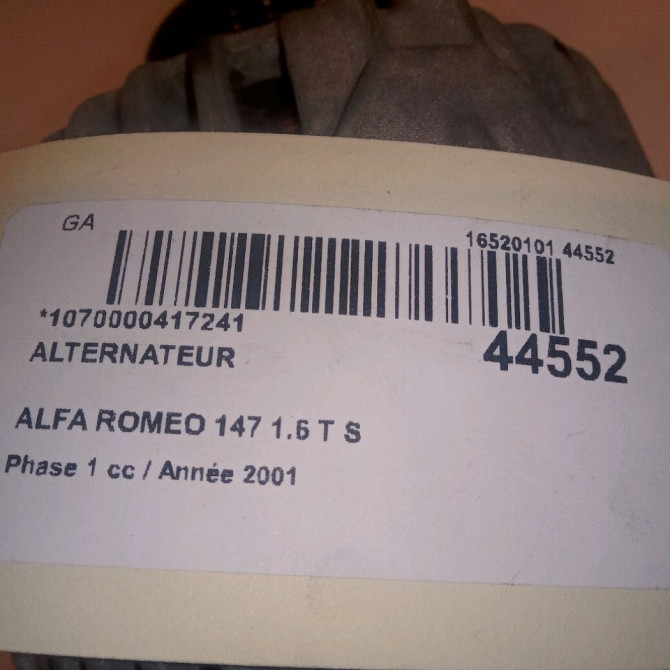 GA
16520101 44552
*1070000417241
ALTERNATEUR
44552
ALFA ROMEO 147 1.6 T S
Phase 1 cc / Année 2001